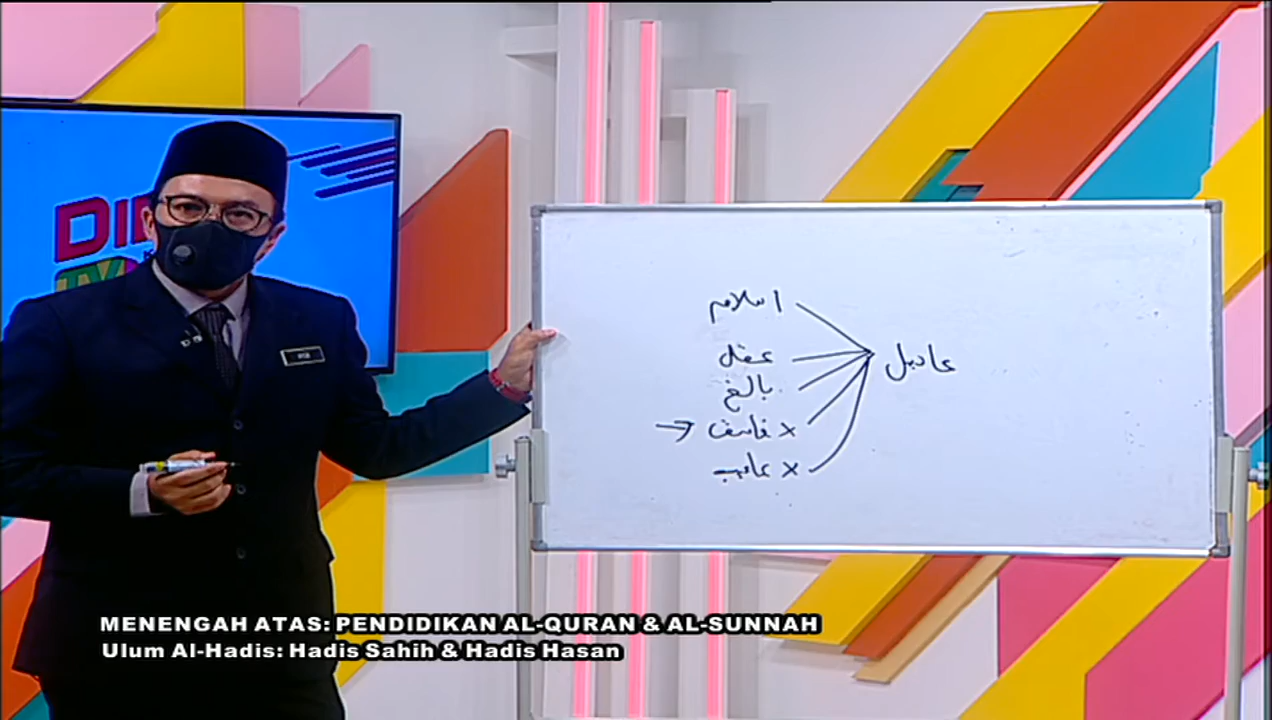 DI
اسلام
عقل
بالغ
عاديل
→ فاسق ×
عايب ×
MENENGAH ATAS: PENDIDIKAN AL-QURAN & AL-SUNNAH
Ulum Al-Hadis: Hadis Sahih & Hadis Hasan